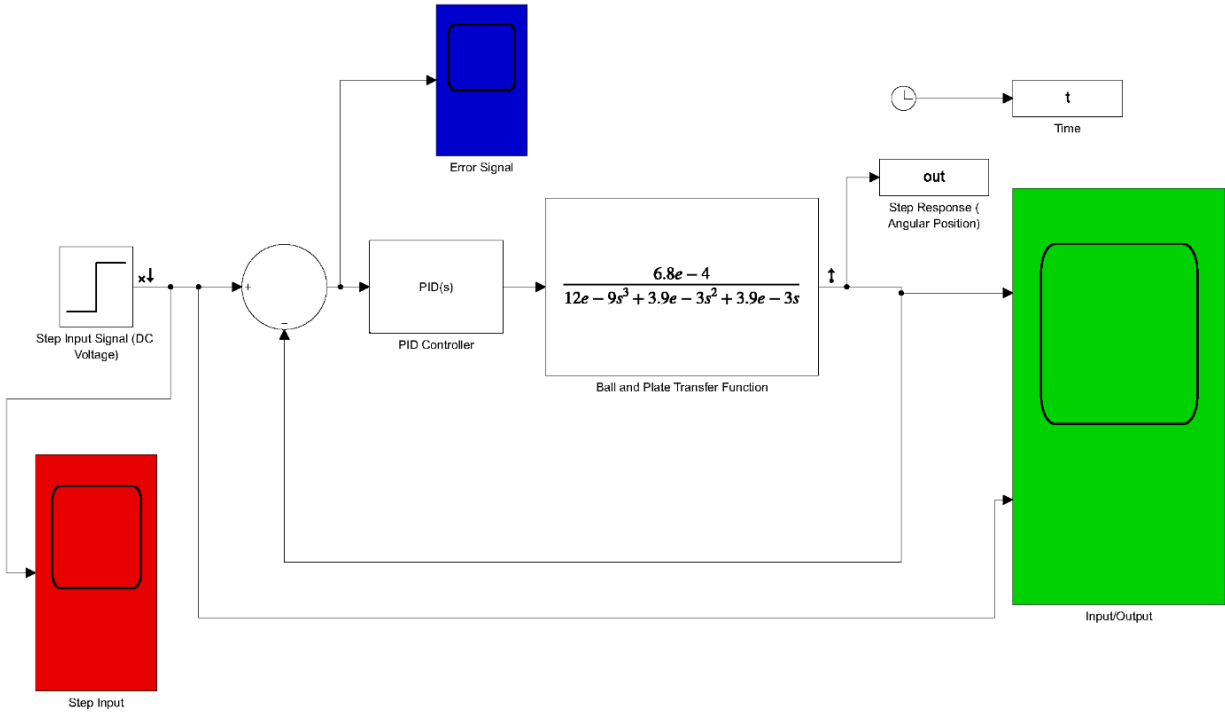 Error Signal
t
Time
out
Step Response (
Angular Position)
Step Input Signal (DC
Voltage)
+
−
PID(s)
PID Controller
6.8e − 4
12e − 9s³ + 3.9e − 3s² + 3.9e − 3s
Ball and Plate Transfer Function
Input/Output
Step Input